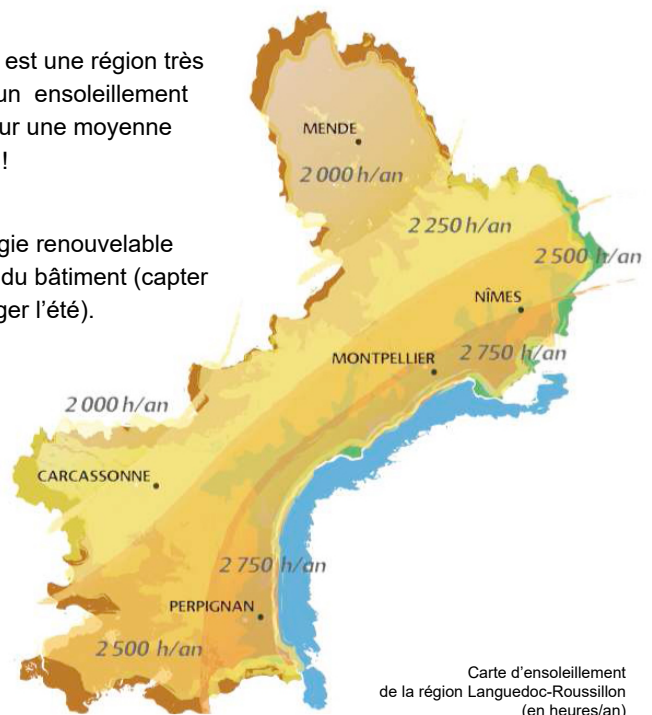 est une région très
un ensoleillement
ur une moyenne
!
gie renouvelable
du bâtiment (capter
ger l’été).
MENDE
2 000 h/an
2 250 h/an
2 500 h/an
NÎMES
2 750 h/an
MONTPELLIER
2 000 h/an
CARCASSONNE
2 750 h/an
PERPIGNAN
2 500 h/an
Carte d’ensoleillement
de la région Languedoc-Roussillon
(en heures/an)